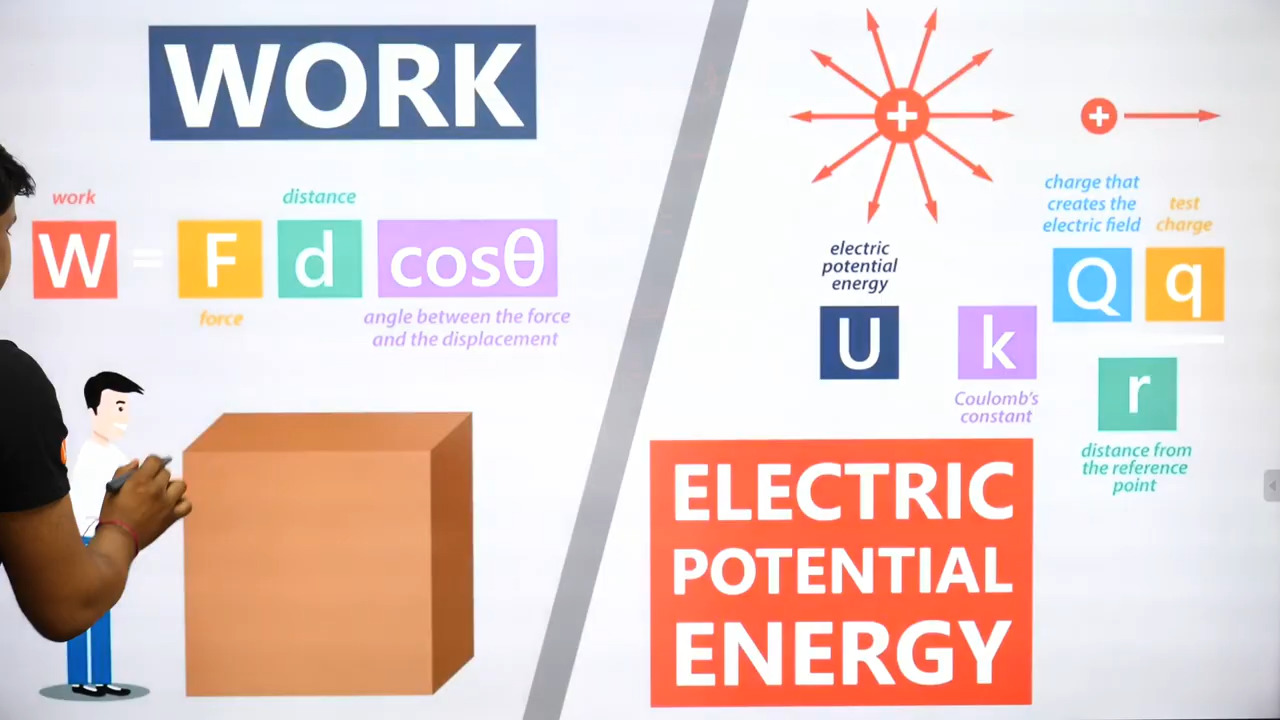 WORK
work
distance
W = F d cosθ
force
angle between the force
and the displacement
charge that
creates the
electric field
test
charge
electric
potential
energy
Q q
U k
r
Coulomb's
constant
distance from
the reference
point
ELECTRIC
POTENTIAL
ENERGY